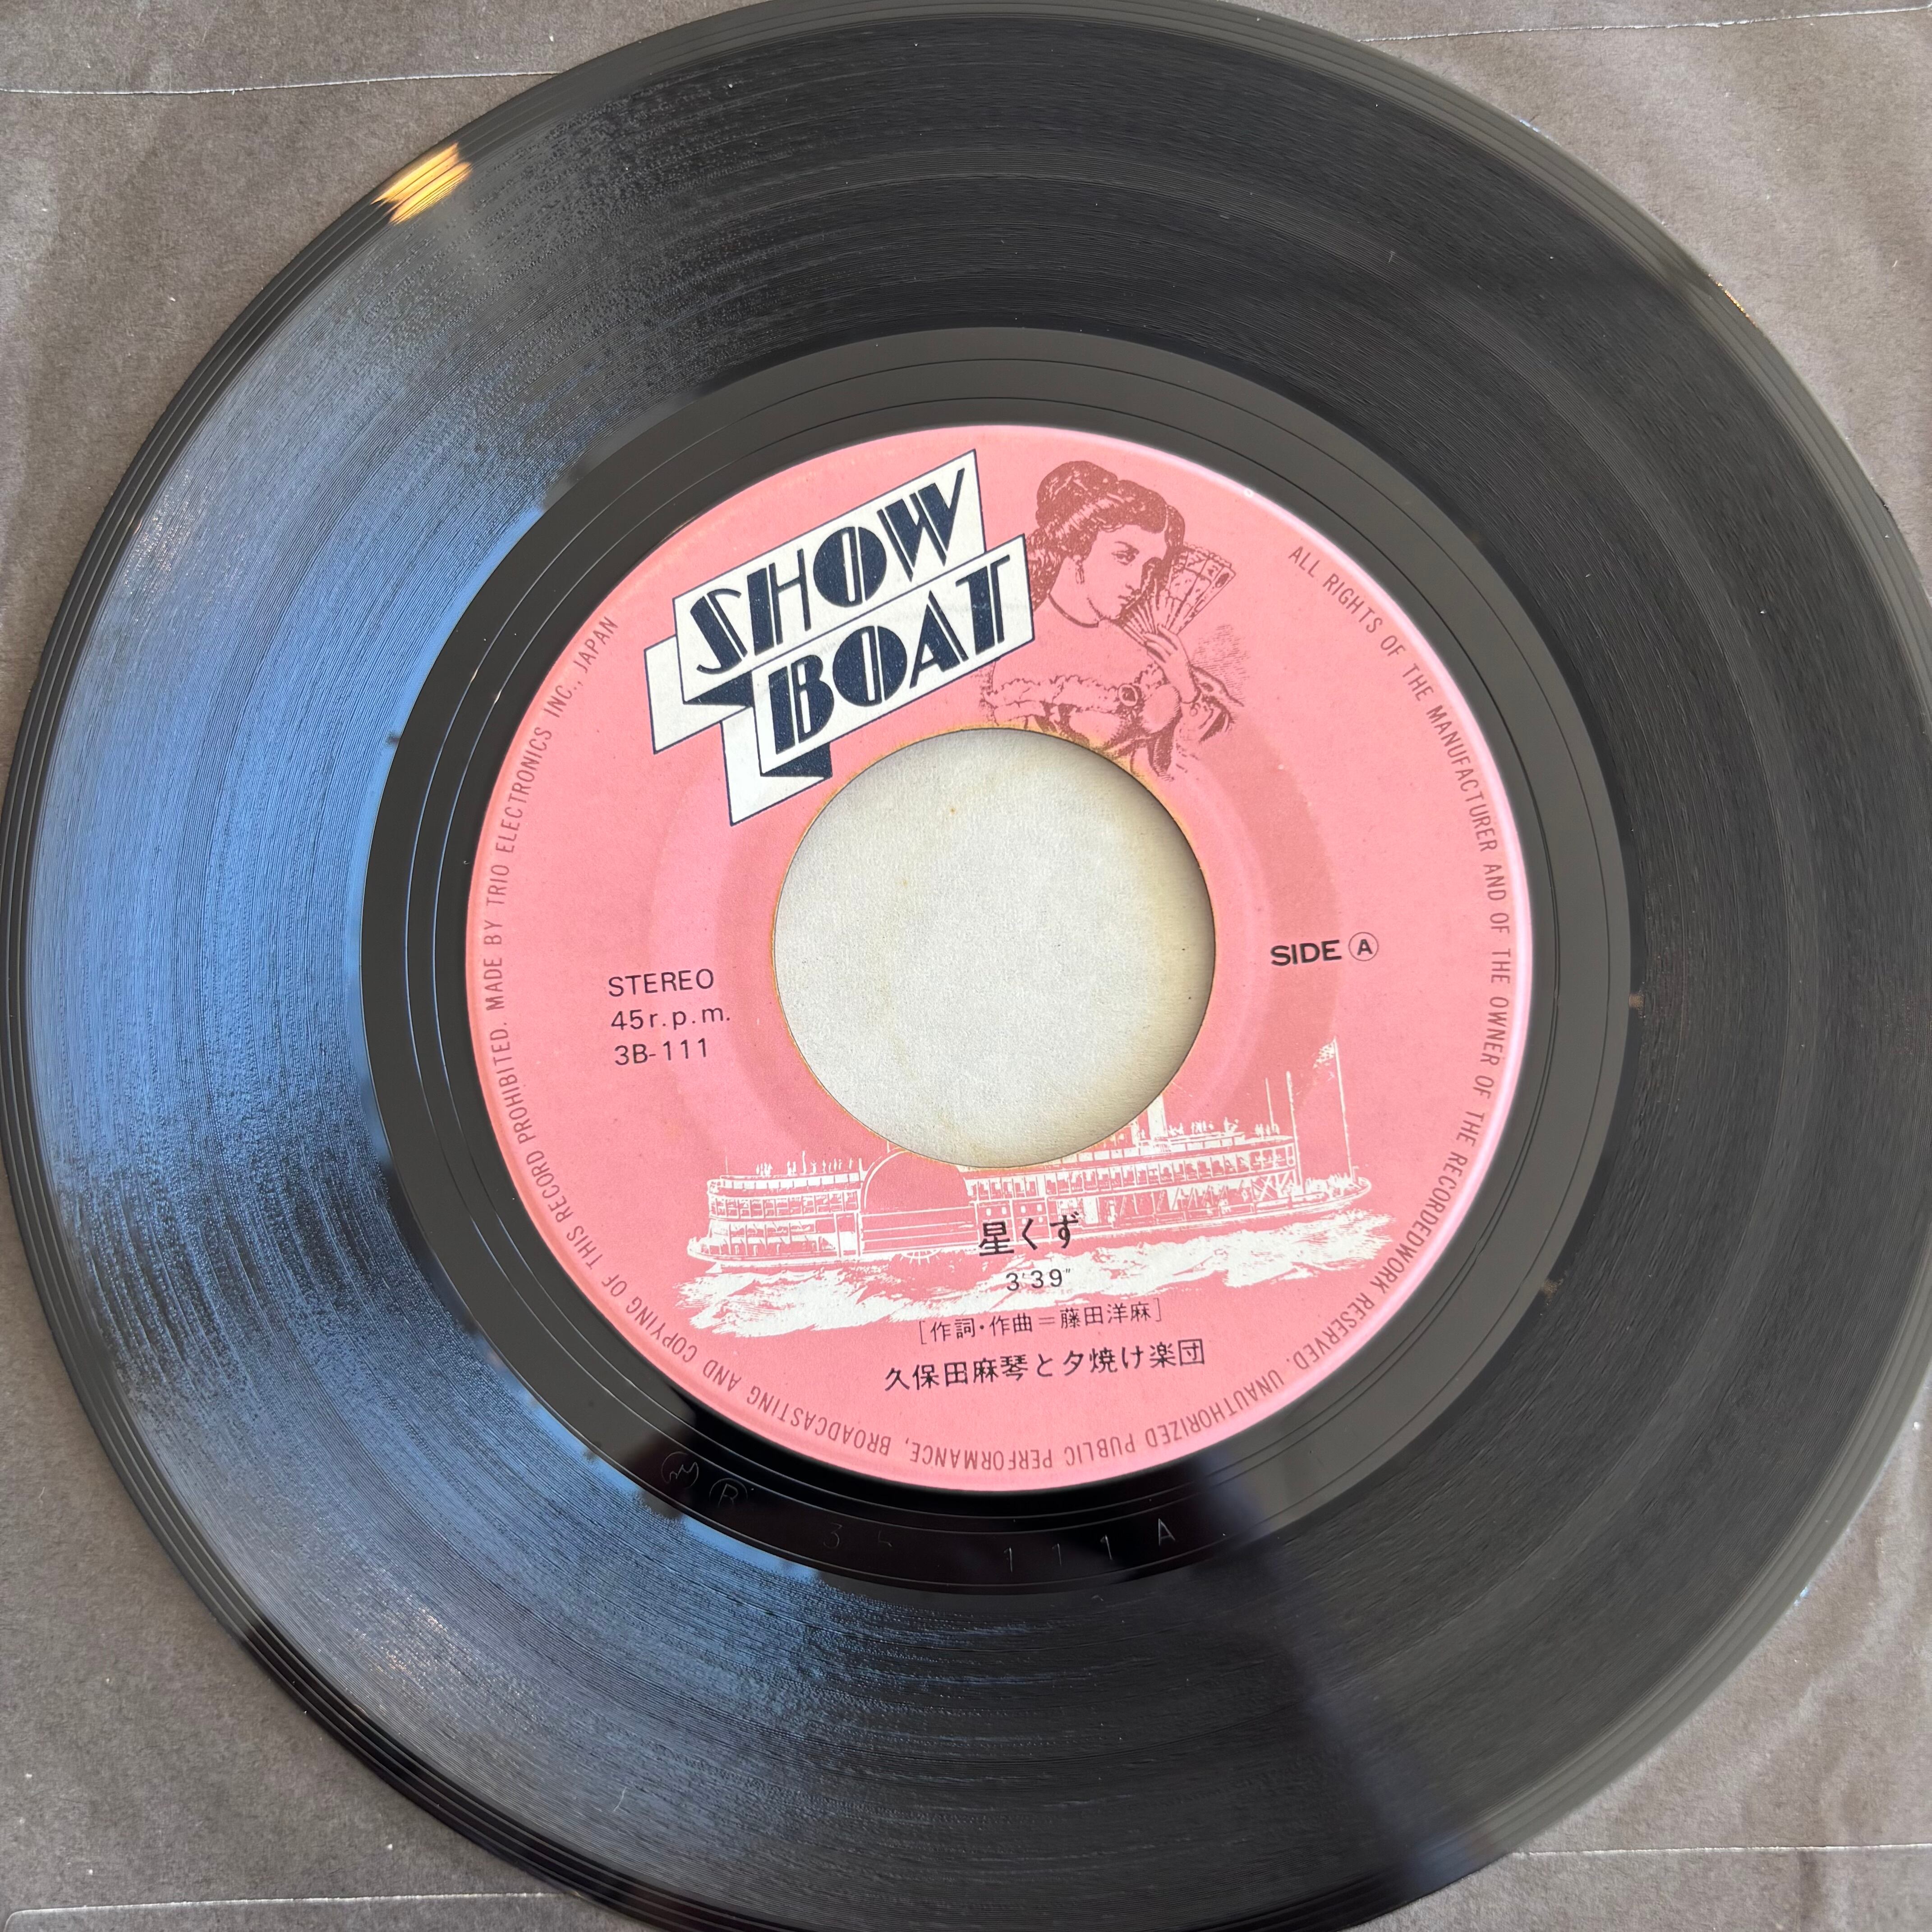 SHOW
BOAT
STEREO
45r.p.m.
3B-111
SIDE A
星くず
3'39"
[作詞・作曲=藤田洋麻]
久保田麻琴と夕焼け楽団
ALL RIGHTS OF THE MANUFACTURER AND OF THE OWNER OF THE RECORDEDWORK RESERVED. UNAUTHORIZED PUBLIC PERFORMANCE, BROADCASTING AND COPYING OF THIS RECORD PROHIBITED. MADE BY TRIO ELECTRONICS INC., JAPAN
R
111A